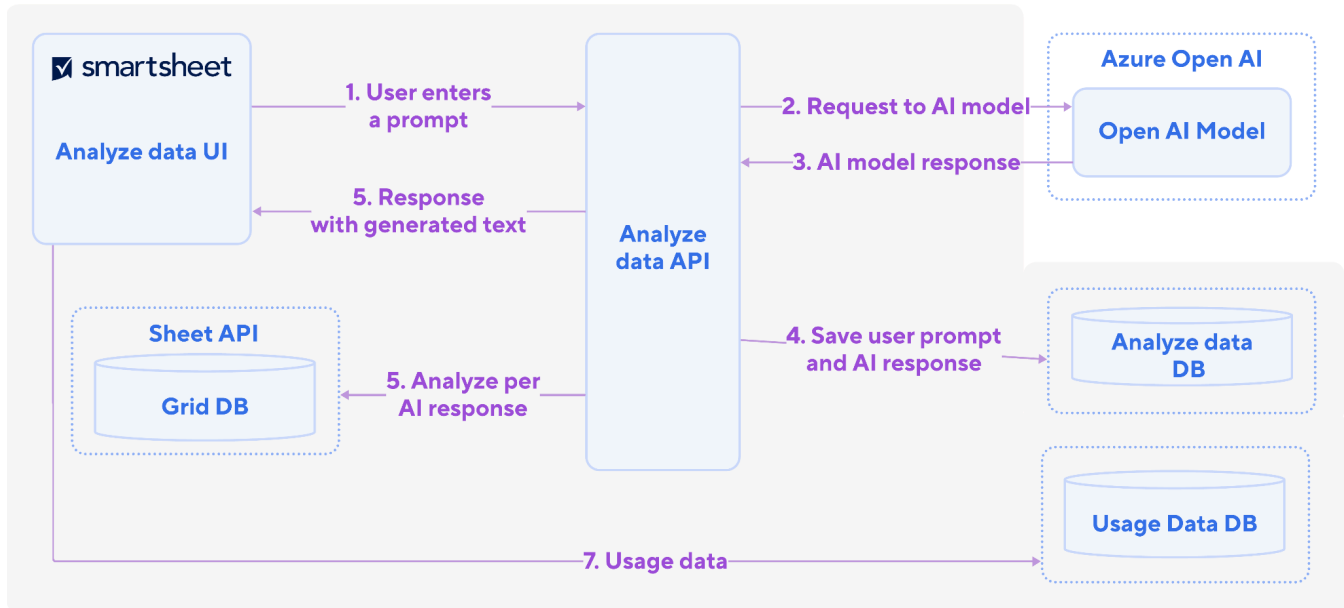 smartsheet
Analyze data UI
1. User enters
a prompt
5. Response
with generated text
Analyze
data API
2. Request to AI model
3. AI model response
Azure Open AI
Open AI Model
Sheet API
Grid DB
5. Analyze per
AI response
4. Save user prompt
and AI response
Analyze data
DB
Usage Data DB
7. Usage data